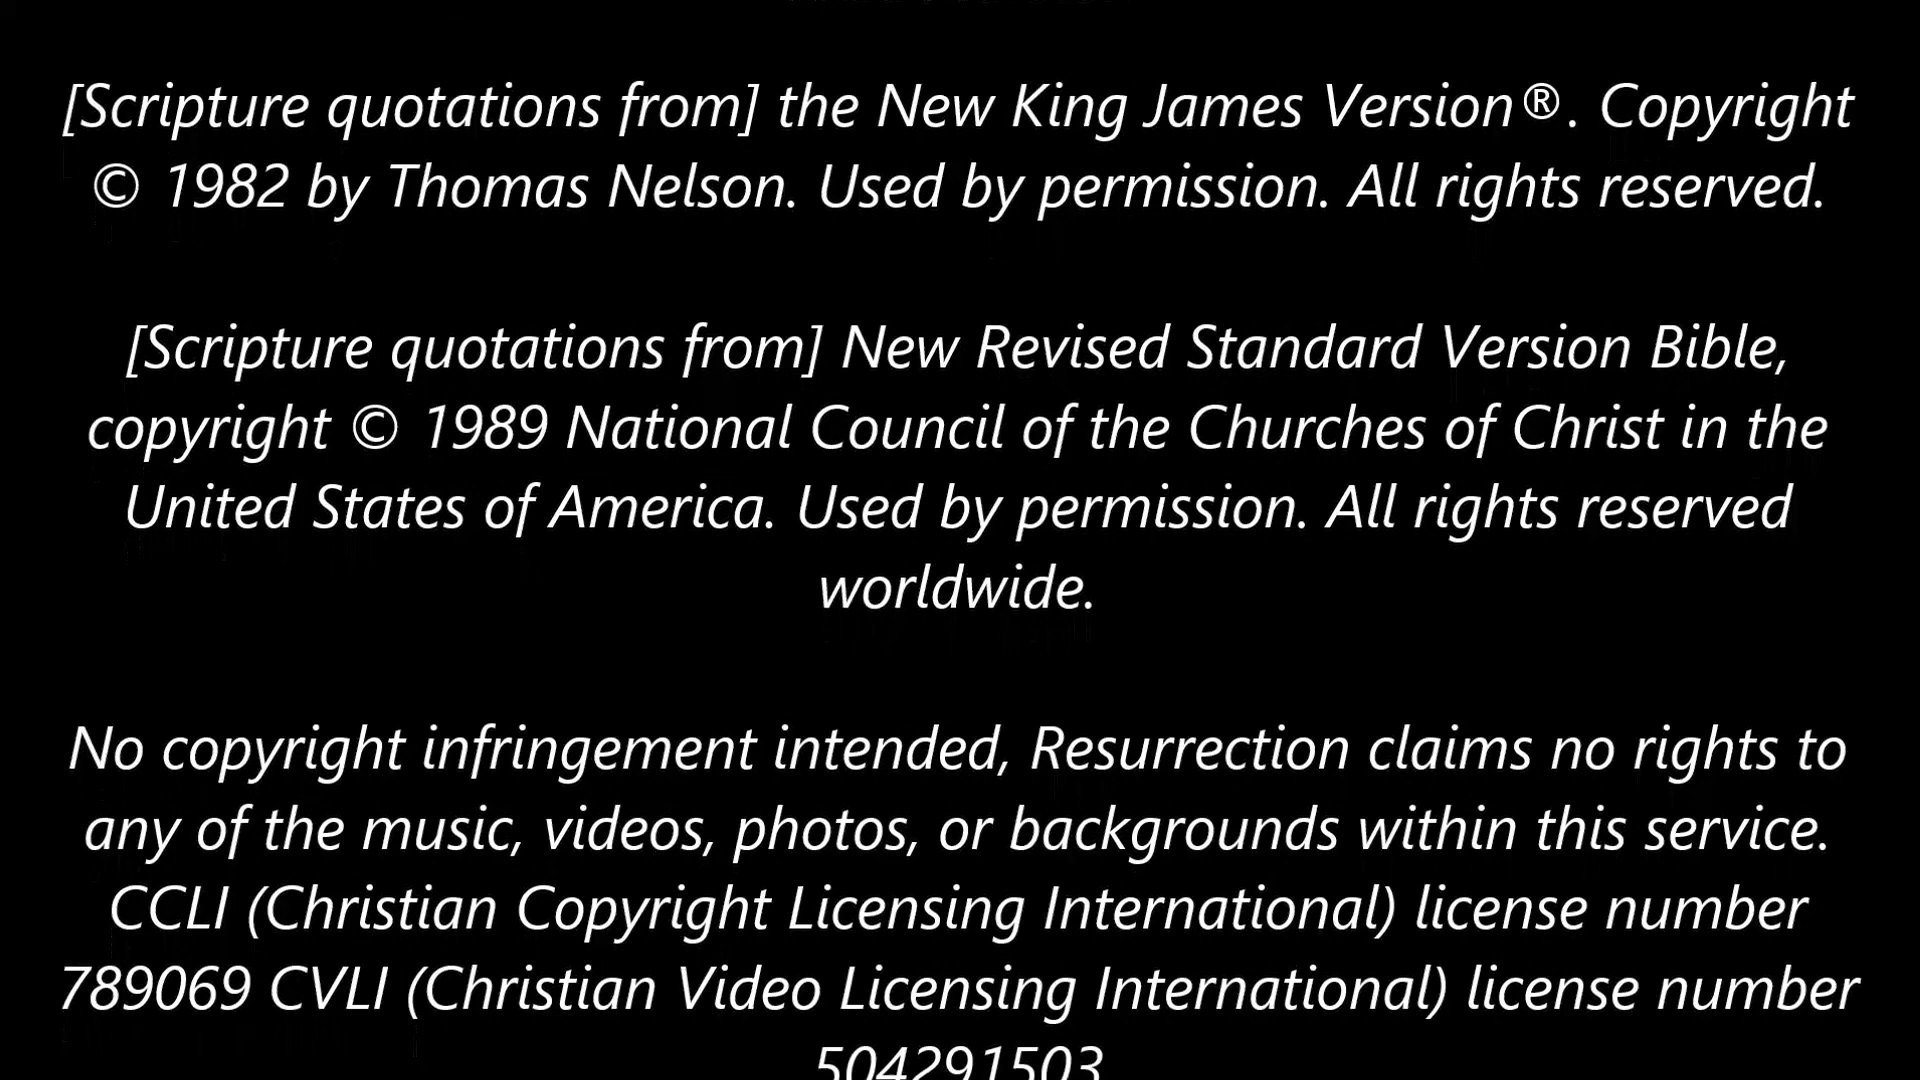 [Scripture quotations from] the New King James Version®. Copyright
© 1982 by Thomas Nelson. Used by permission. All rights reserved.
[Scripture quotations from] New Revised Standard Version Bible,
copyright © 1989 National Council of the Churches of Christ in the
United States of America. Used by permission. All rights reserved
worldwide.
No copyright infringement intended, Resurrection claims no rights to
any of the music, videos, photos, or backgrounds within this service.
CCLI (Christian Copyright Licensing International) license number
789069 CVLI (Christian Video Licensing International) license number
504291503